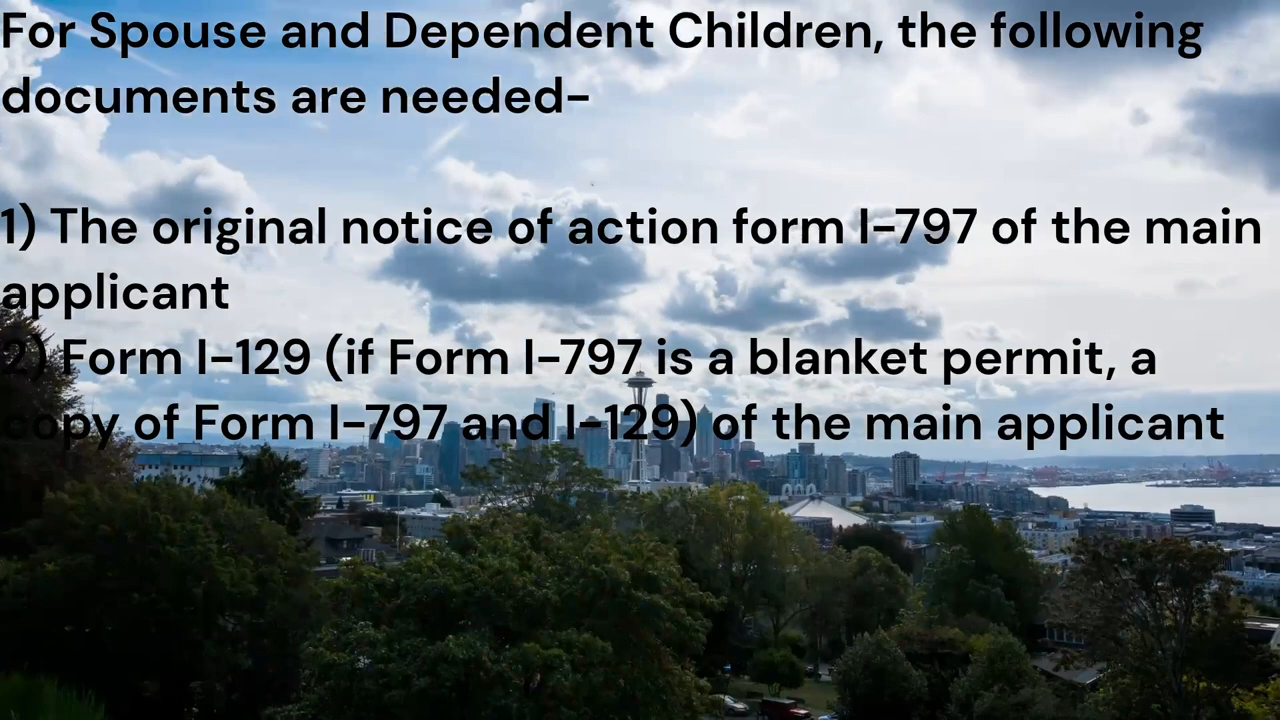 For Spouse and Dependent Children, the following
documents are needed-
1) The original notice of action form I-797 of the main
applicant
2) Form I-129 (if Form I-797 is a blanket permit, a
copy of Form I-797 and I-129) of the main applicant